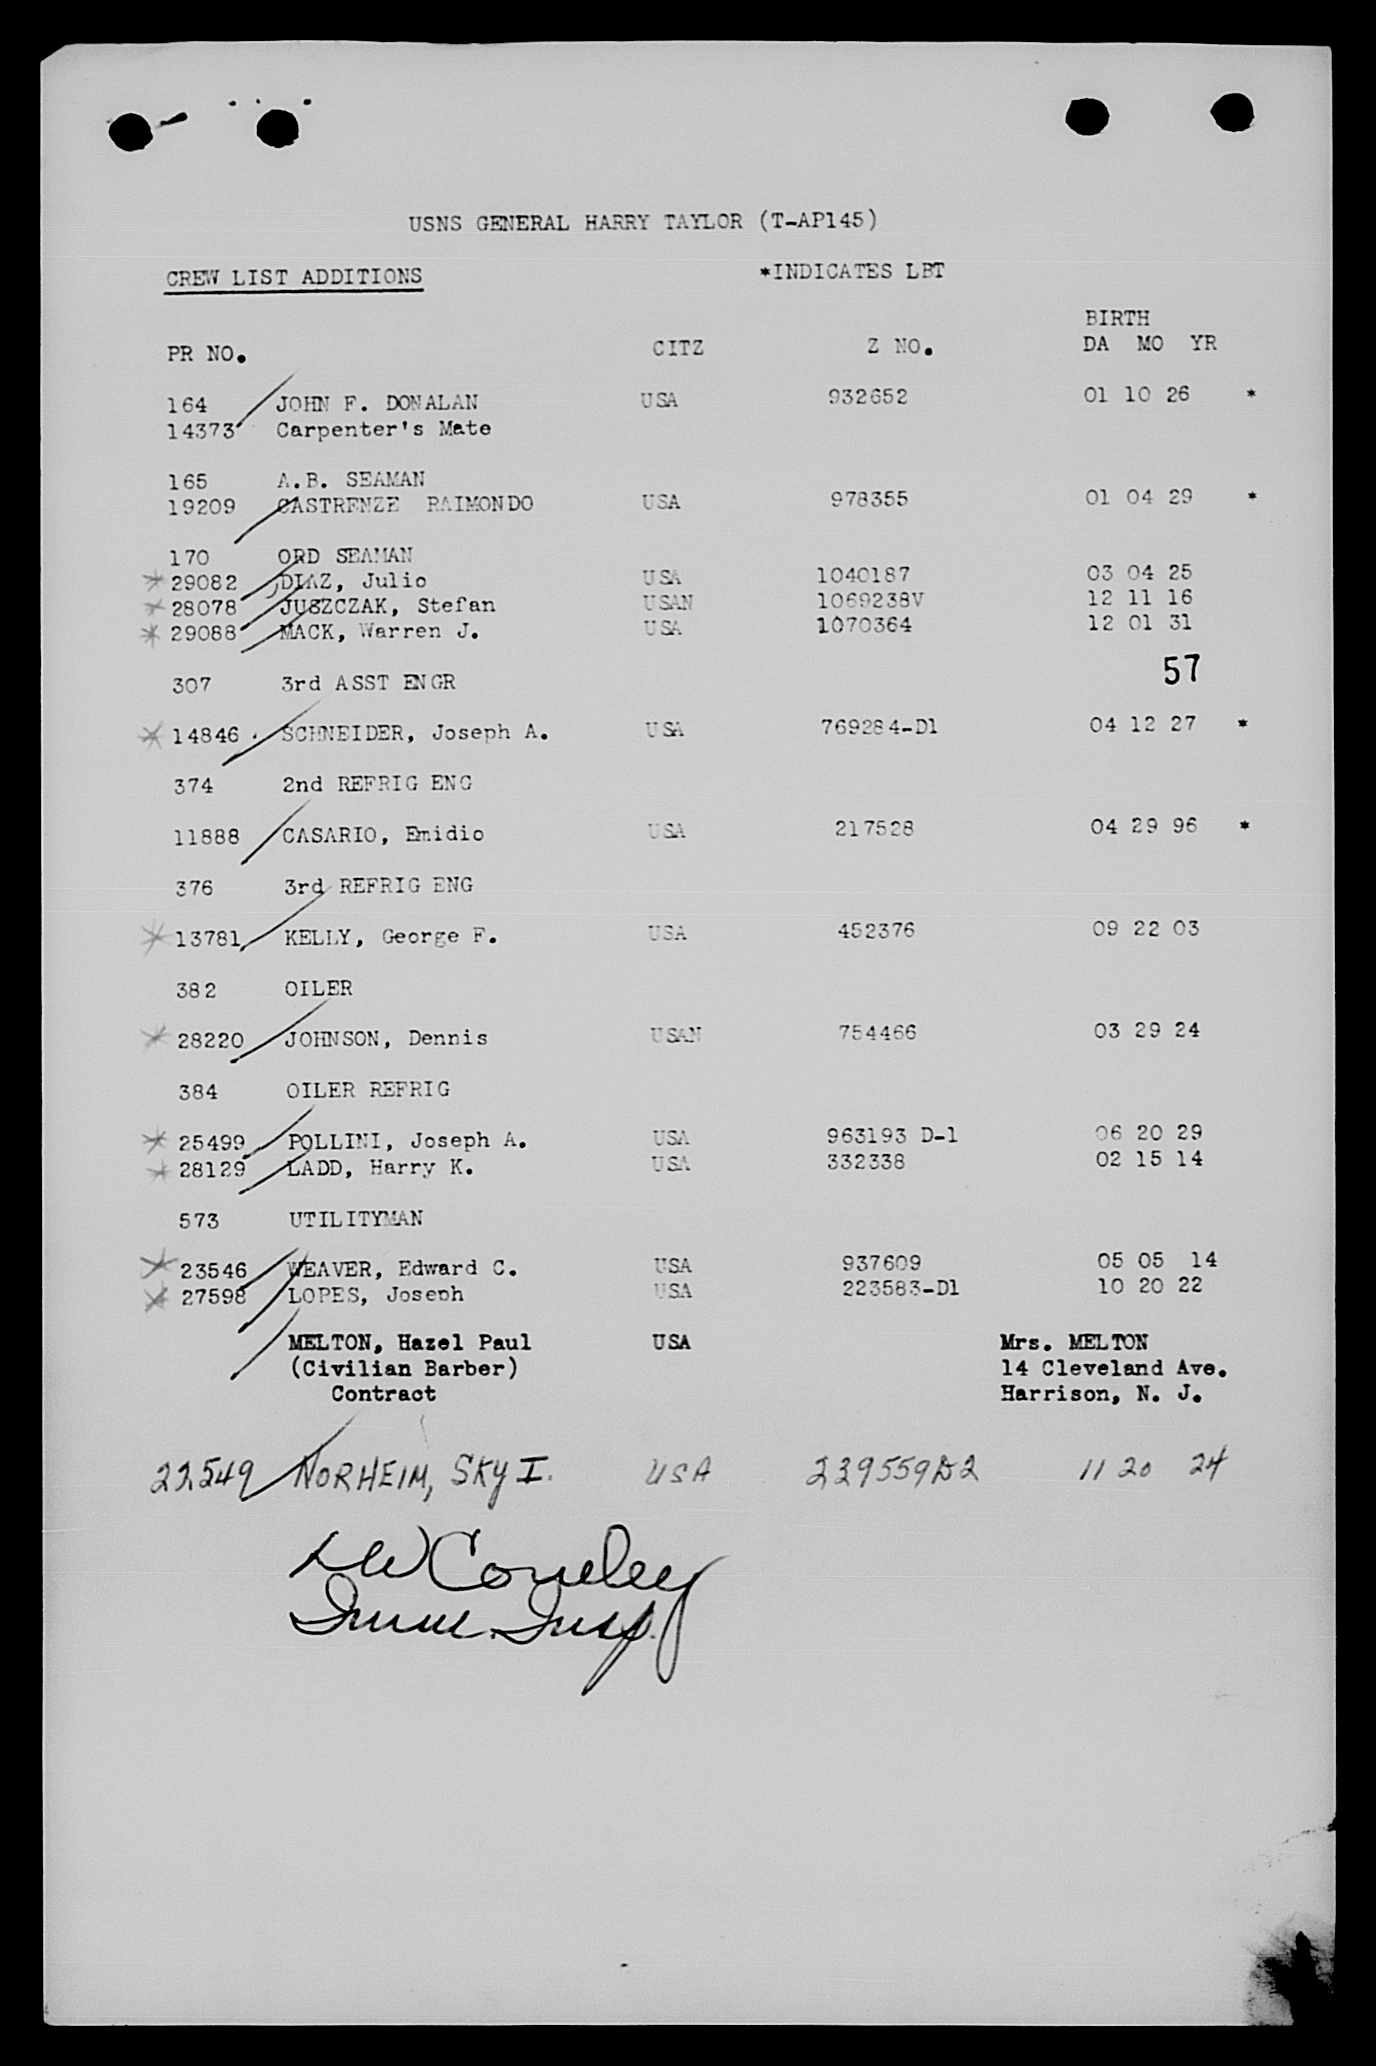 USNS GENERAL HARRY TAYLOR (T-AP145)
CREW LIST ADDITIONS *INDICATES LBT
BIRTH
PR NO. CITZ Z NO. DA MO YR
164 JOHN F. DONALAN USA 932652 01 10 26 *
14373 Carpenter's Mate
165 A.B. SEAMAN
19209 CASTRENZE RAIMONDO USA 978355 01 04 29 *
170 ORD SEAMAN
29082 DIAZ, Julio USA 1040187 03 04 25
28078 JUSZCZAK, Stefan USAN 1069238V 12 11 16
29088 MACK, Warren J. USA 1070364 12 01 31
57
307 3rd ASST ENGR
14846 SCHNEIDER, Joseph A. USA 769284-D1 04 12 27 *
374 2nd REFRIG ENG
11888 CASARIO, Emidio USA 217528 04 29 96 *
376 3rd REFRIG ENG
13781 KELLY, George F. USA 452376 09 22 03
382 OILER
28220 JOHNSON, Dennis USAN 754466 03 29 24
384 OILER REFRIG
25499 POLLINI, Joseph A. USA 963193 D-1 06 20 29
28129 LADD, Harry K. USA 332338 02 15 14
573 UTILITYMAN
23546 WEAVER, Edward C. USA 937609 05 05 14
27598 LOPES, Joseph USA 223583-D1 10 20 22
MELTON, Hazel Paul USA Mrs. MELTON
(Civilian Barber) 14 Cleveland Ave.
Contract Harrison, N. J.
22549 NORHEIM, Sky I. USA 229559D2 11 20 24
Immi. Insp.